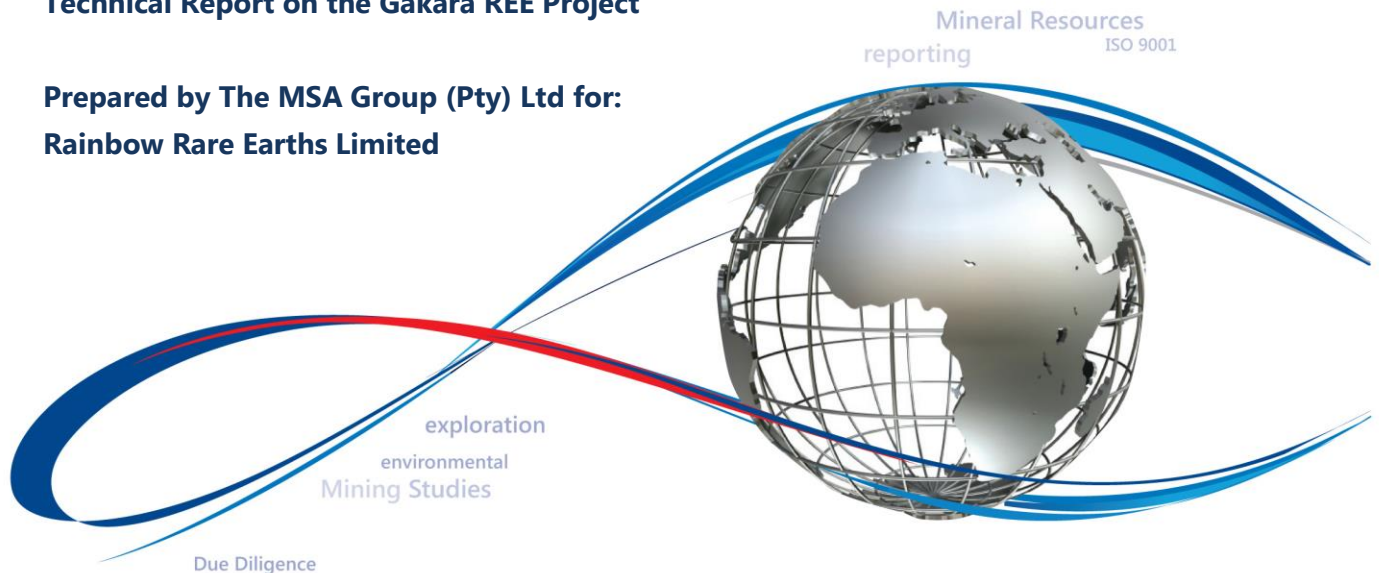 Technical Report on the Gakara REE Project
Mineral Resources
ISO 9001
reporting
Prepared by The MSA Group (Pty) Ltd for:
Rainbow Rare Earths Limited
exploration
environmental
Mining Studies
Due Diligence